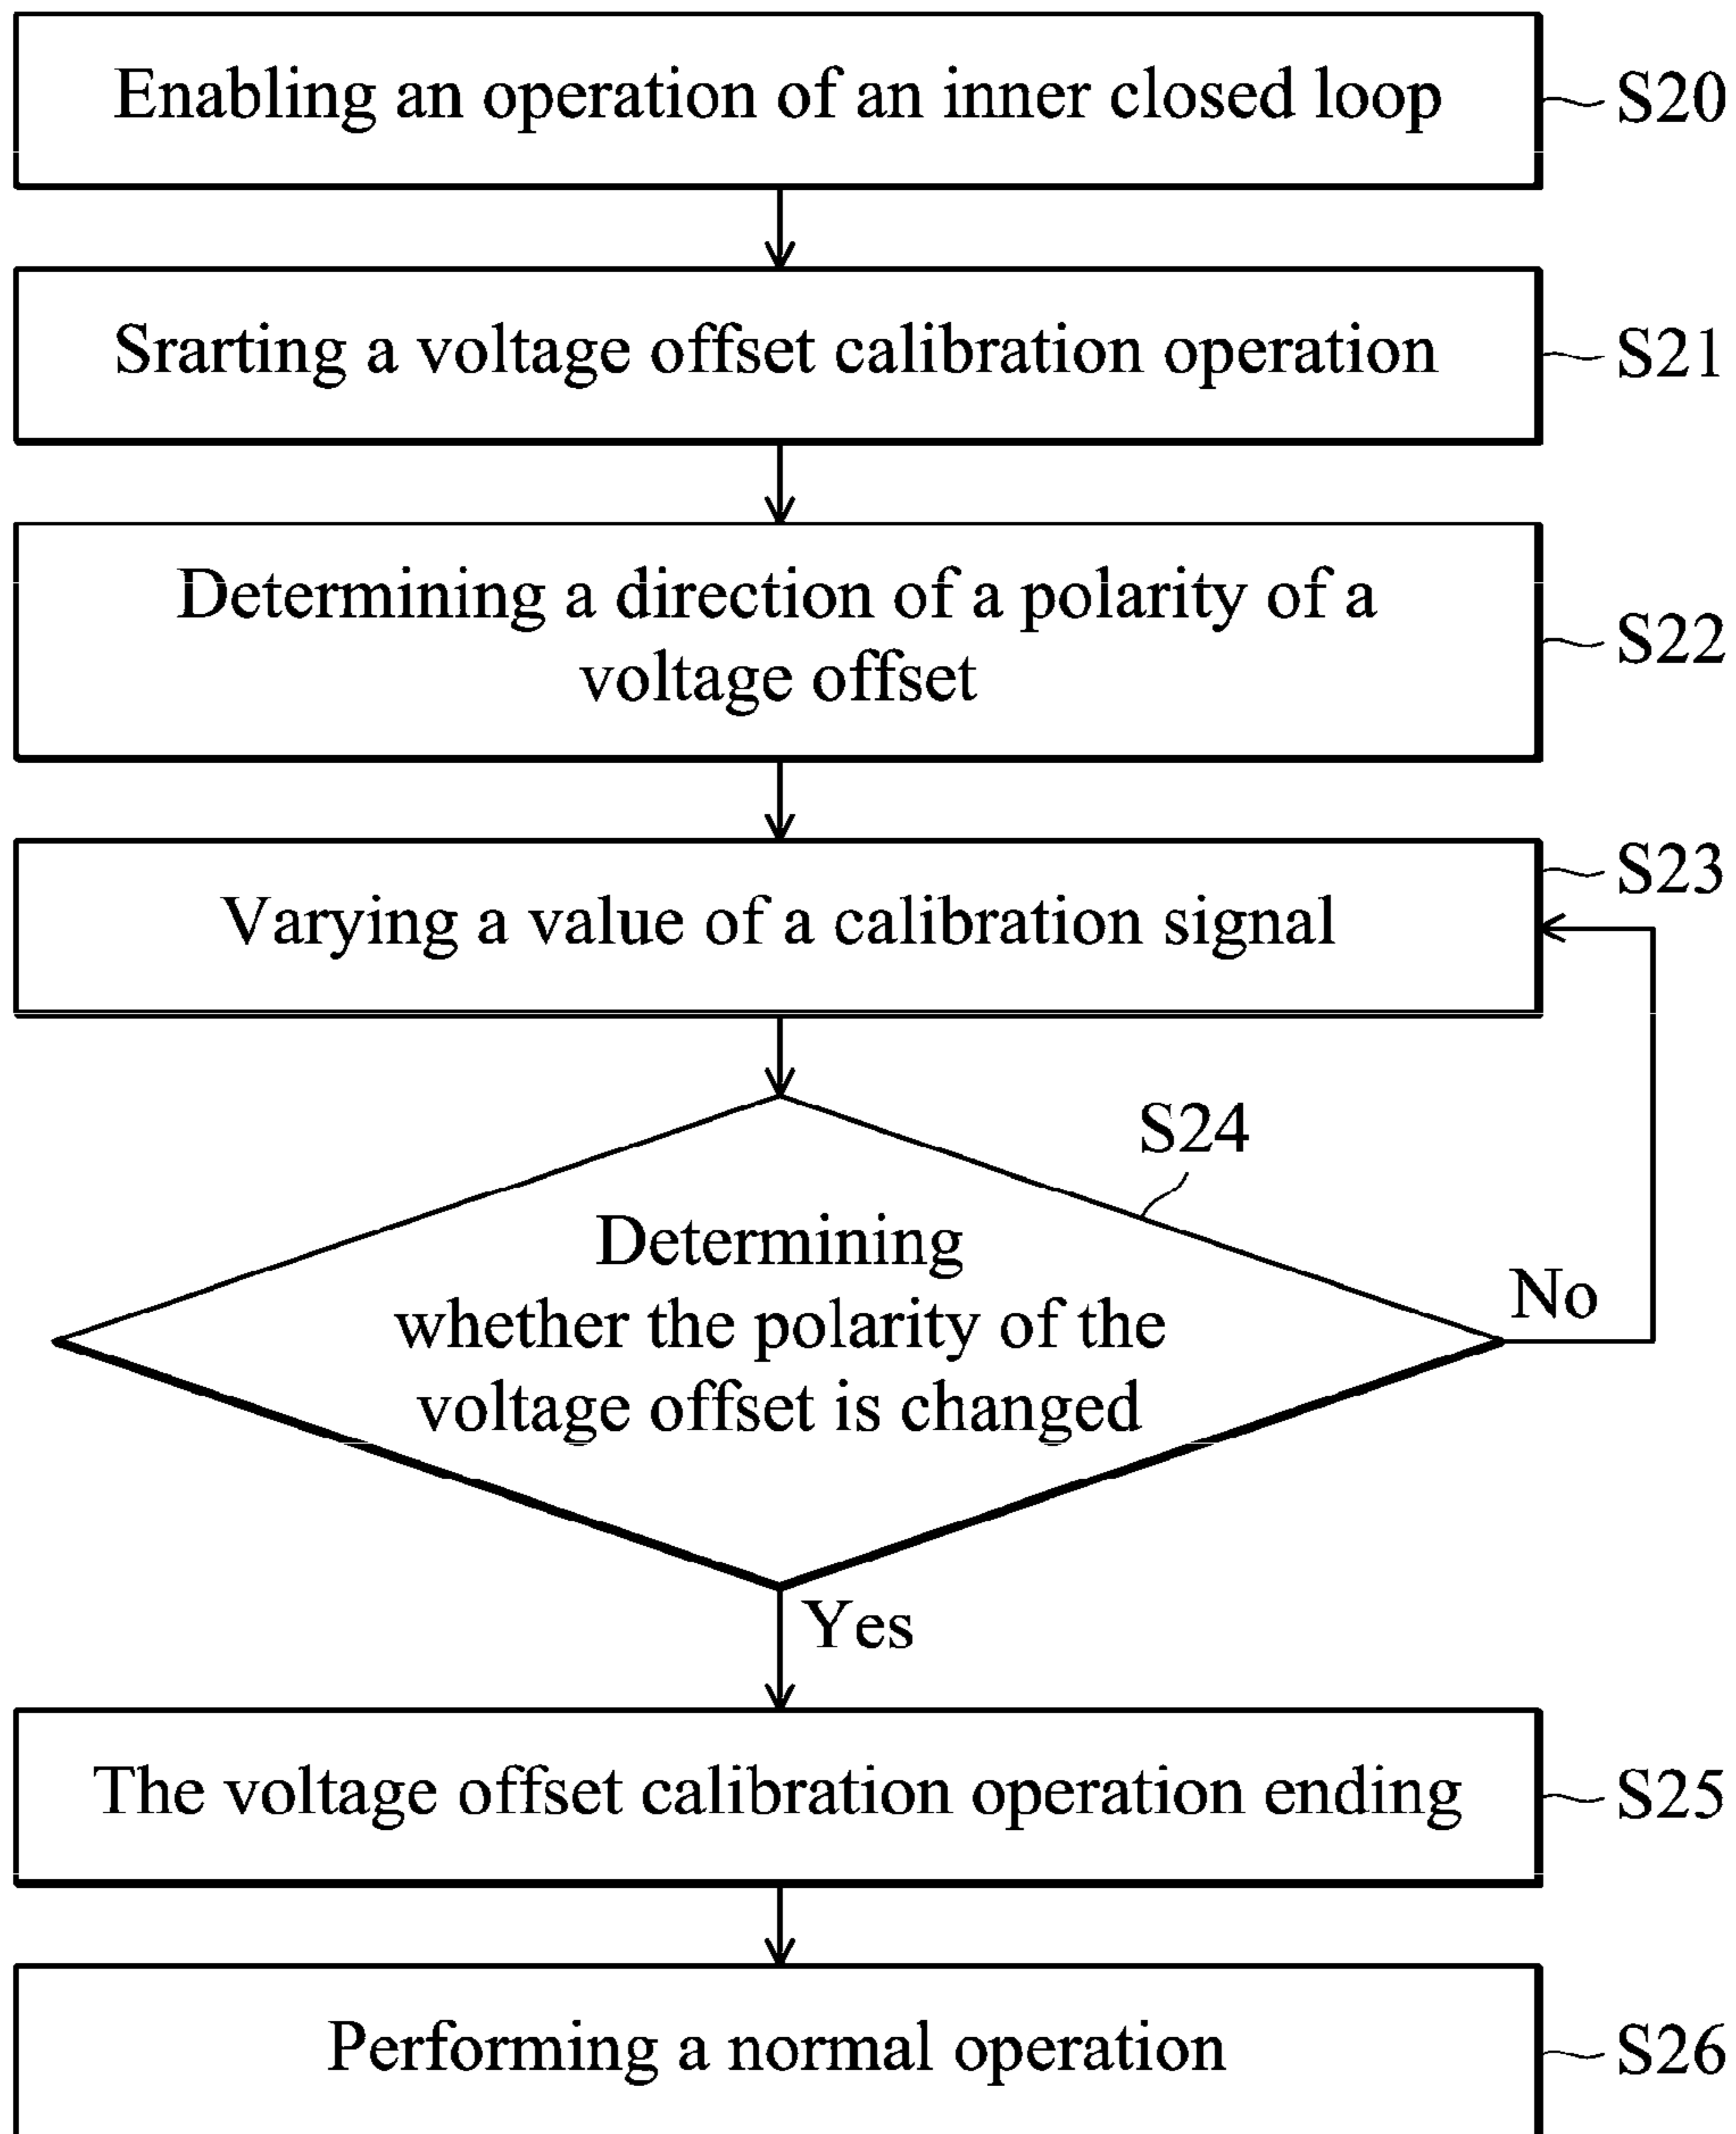 Enabling an operation of an inner closed loop
S20
Srarting a voltage offset calibration operation
S21
Determining a direction of a polarity of a
voltage offset
S22
Varying a value of a calibration signal
S23
S24
Determining
whether the polarity of the
voltage offset is changed
No
Yes
The voltage offset calibration operation ending
S25
Performing a normal operation
S26